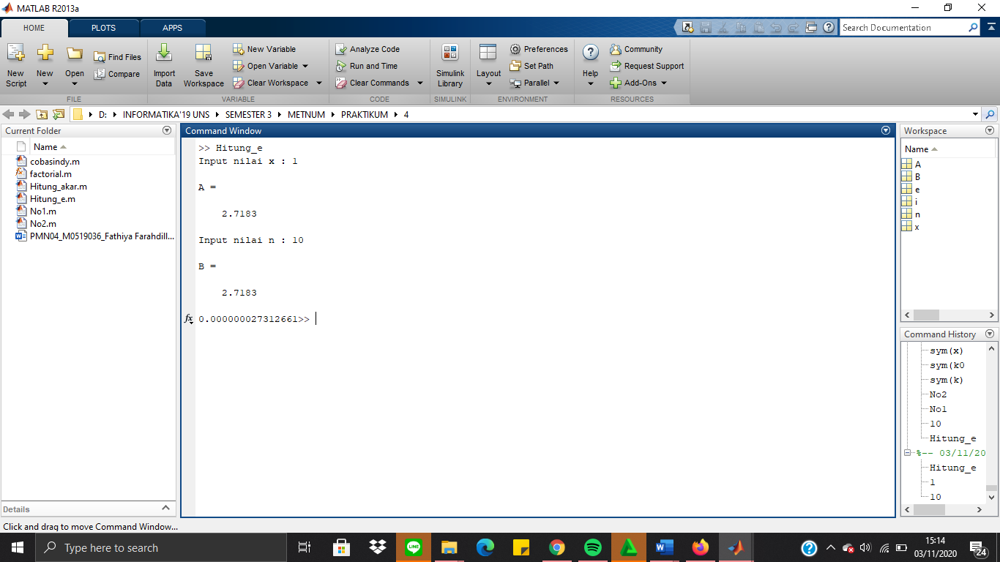 MATLAB R2013a
HOME PLOTS APPS
Search Documentation
New Script
New
Open
Find Files
Compare
FILE
Import Data
Save Workspace
New Variable
Open Variable
Clear Workspace
VARIABLE
Analyze Code
Run and Time
Clear Commands
CODE
Simulink Library
SIMULINK
Layout
Preferences
Set Path
Parallel
ENVIRONMENT
Help
Community
Request Support
Add-Ons
RESOURCES
D: INFORMATIKA'19 UNS SEMESTER 3 METNUM PRAKTIKUM 4
Current Folder
Name
cobasindy.m
factorial.m
Hitung_akar.m
Hitung_e.m
No1.m
No2.m
PMN04_M0519036_Fathiya Farahdill...
Details
Command Window
>> Hitung_e
Input nilai x : 1
A =
2.7183
Input nilai n : 10
B =
2.7183
fx 0.000000027312661>>
Workspace
Name
A
B
e
i
n
x
Command History
sym(x)
sym(k0
sym(k)
No2
No1
10
Hitung_e
%-- 03/11/20
Hitung_e
1
10
Click and drag to move Command Window...
Type here to search
LINE
15:14
03/11/2020
24